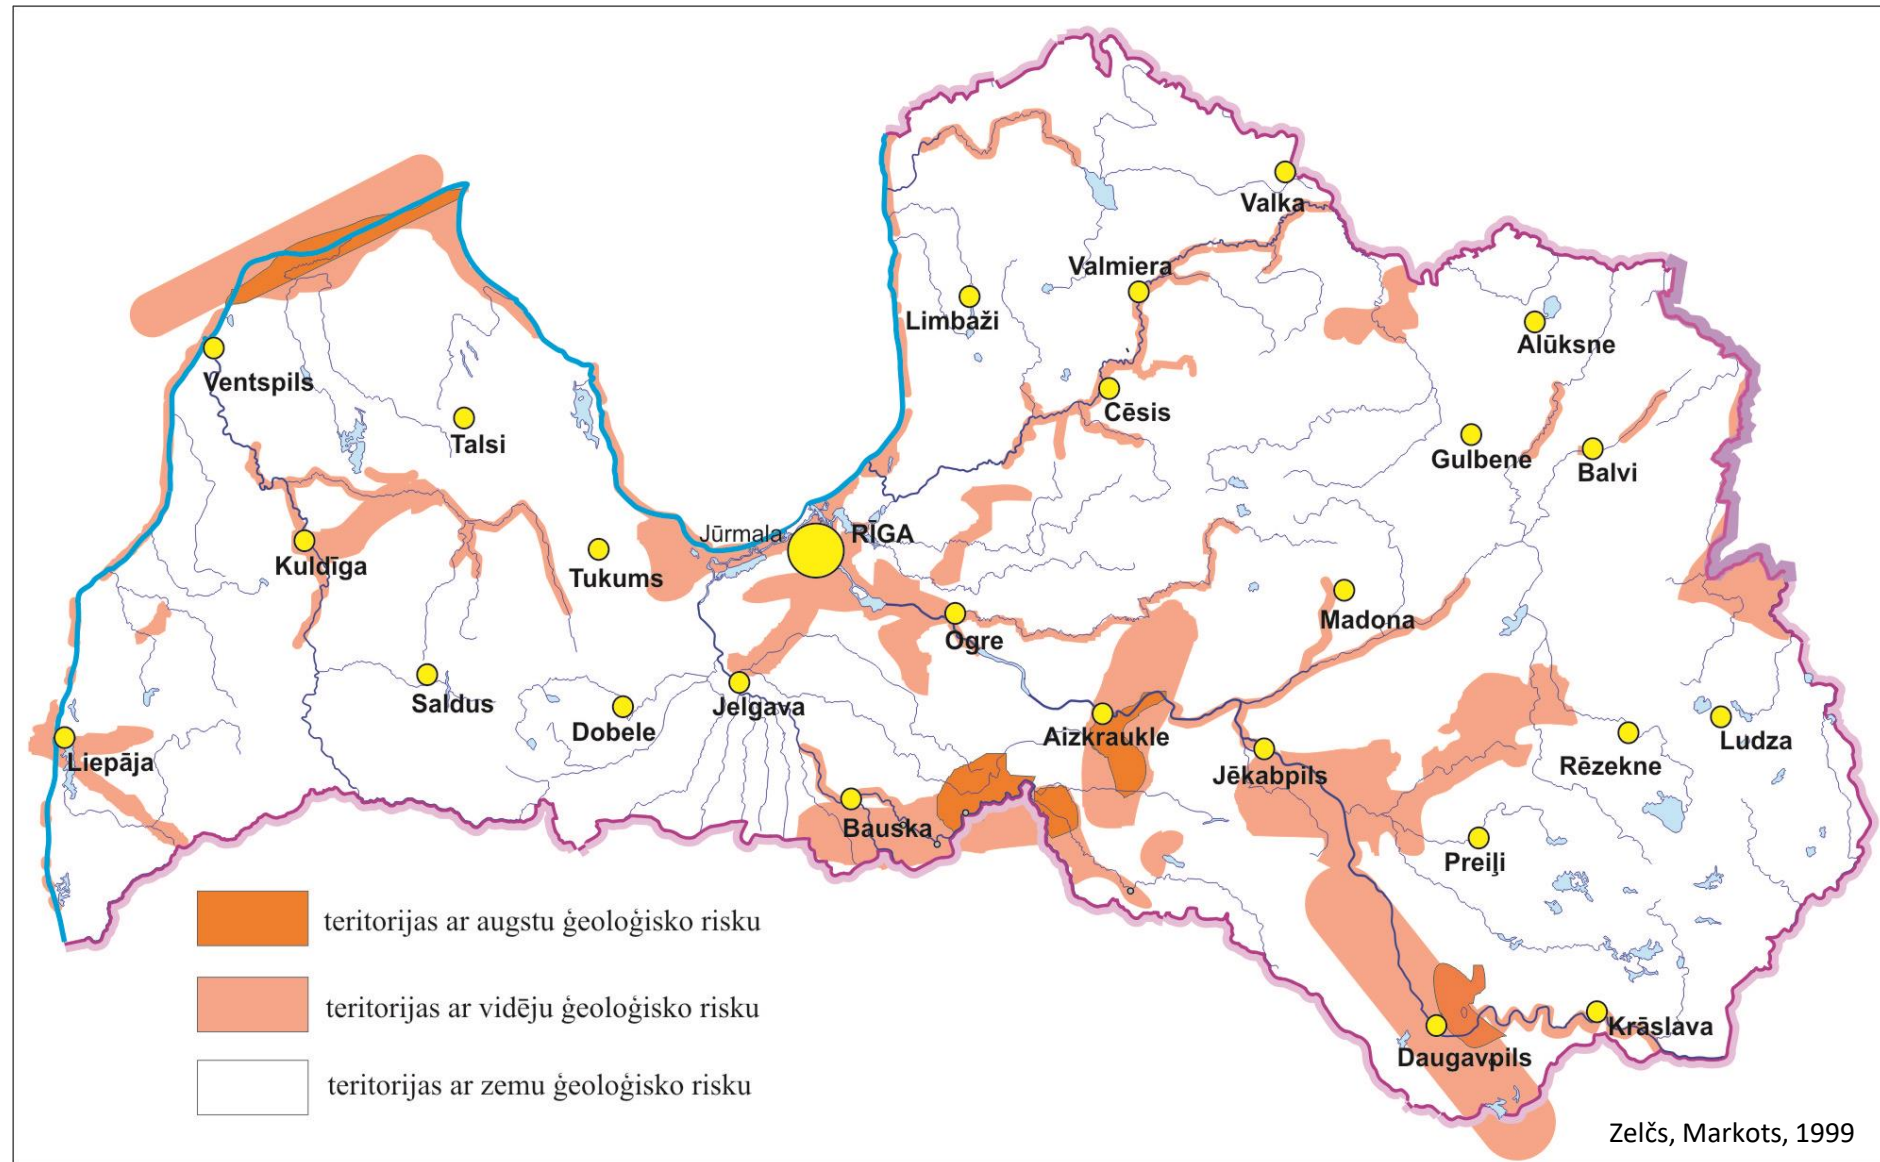 Valka
Valmiera
Limbaži
Alūksne
Ventspils
Cēsis
Talsi
Gulbene
Balvi
Jūrmala
RĪGA
Kuldīga
Tukums
Madona
Ogre
Saldus
Jelgava
Dobele
Aizkraukle
Ludza
Liepāja
Jēkabpils
Rēzekne
Bauska
Preiļi
teritorijas ar augstu ģeoloģisko risku
teritorijas ar vidēju ģeoloģisko risku
Krāslava
Daugavpils
teritorijas ar zemu ģeoloģisko risku
Zelčs, Markots, 1999